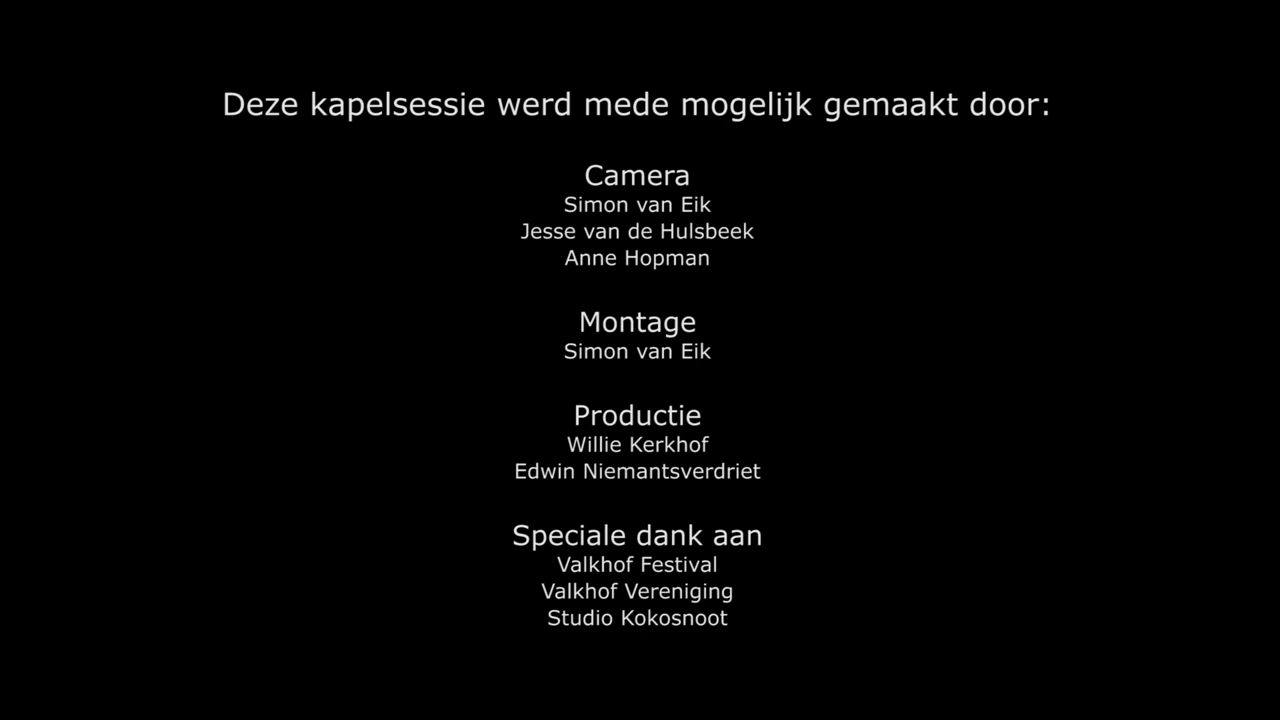 Deze kapelsessie werd mede mogelijk gemaakt door:
Camera
Simon van Eik
Jesse van de Hulsbeek
Anne Hopman
Montage
Simon van Eik
Productie
Willie Kerkhof
Edwin Niemantsverdriet
Speciale dank aan
Valkhof Festival
Valkhof Vereniging
Studio Kokosnoot